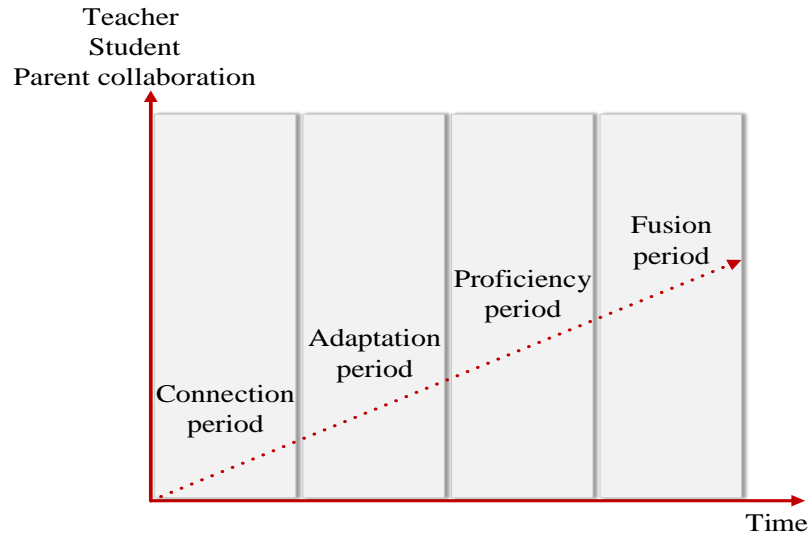 Teacher
Student
Parent collaboration
Connection
period
Adaptation
period
Proficiency
period
Fusion
period
Time